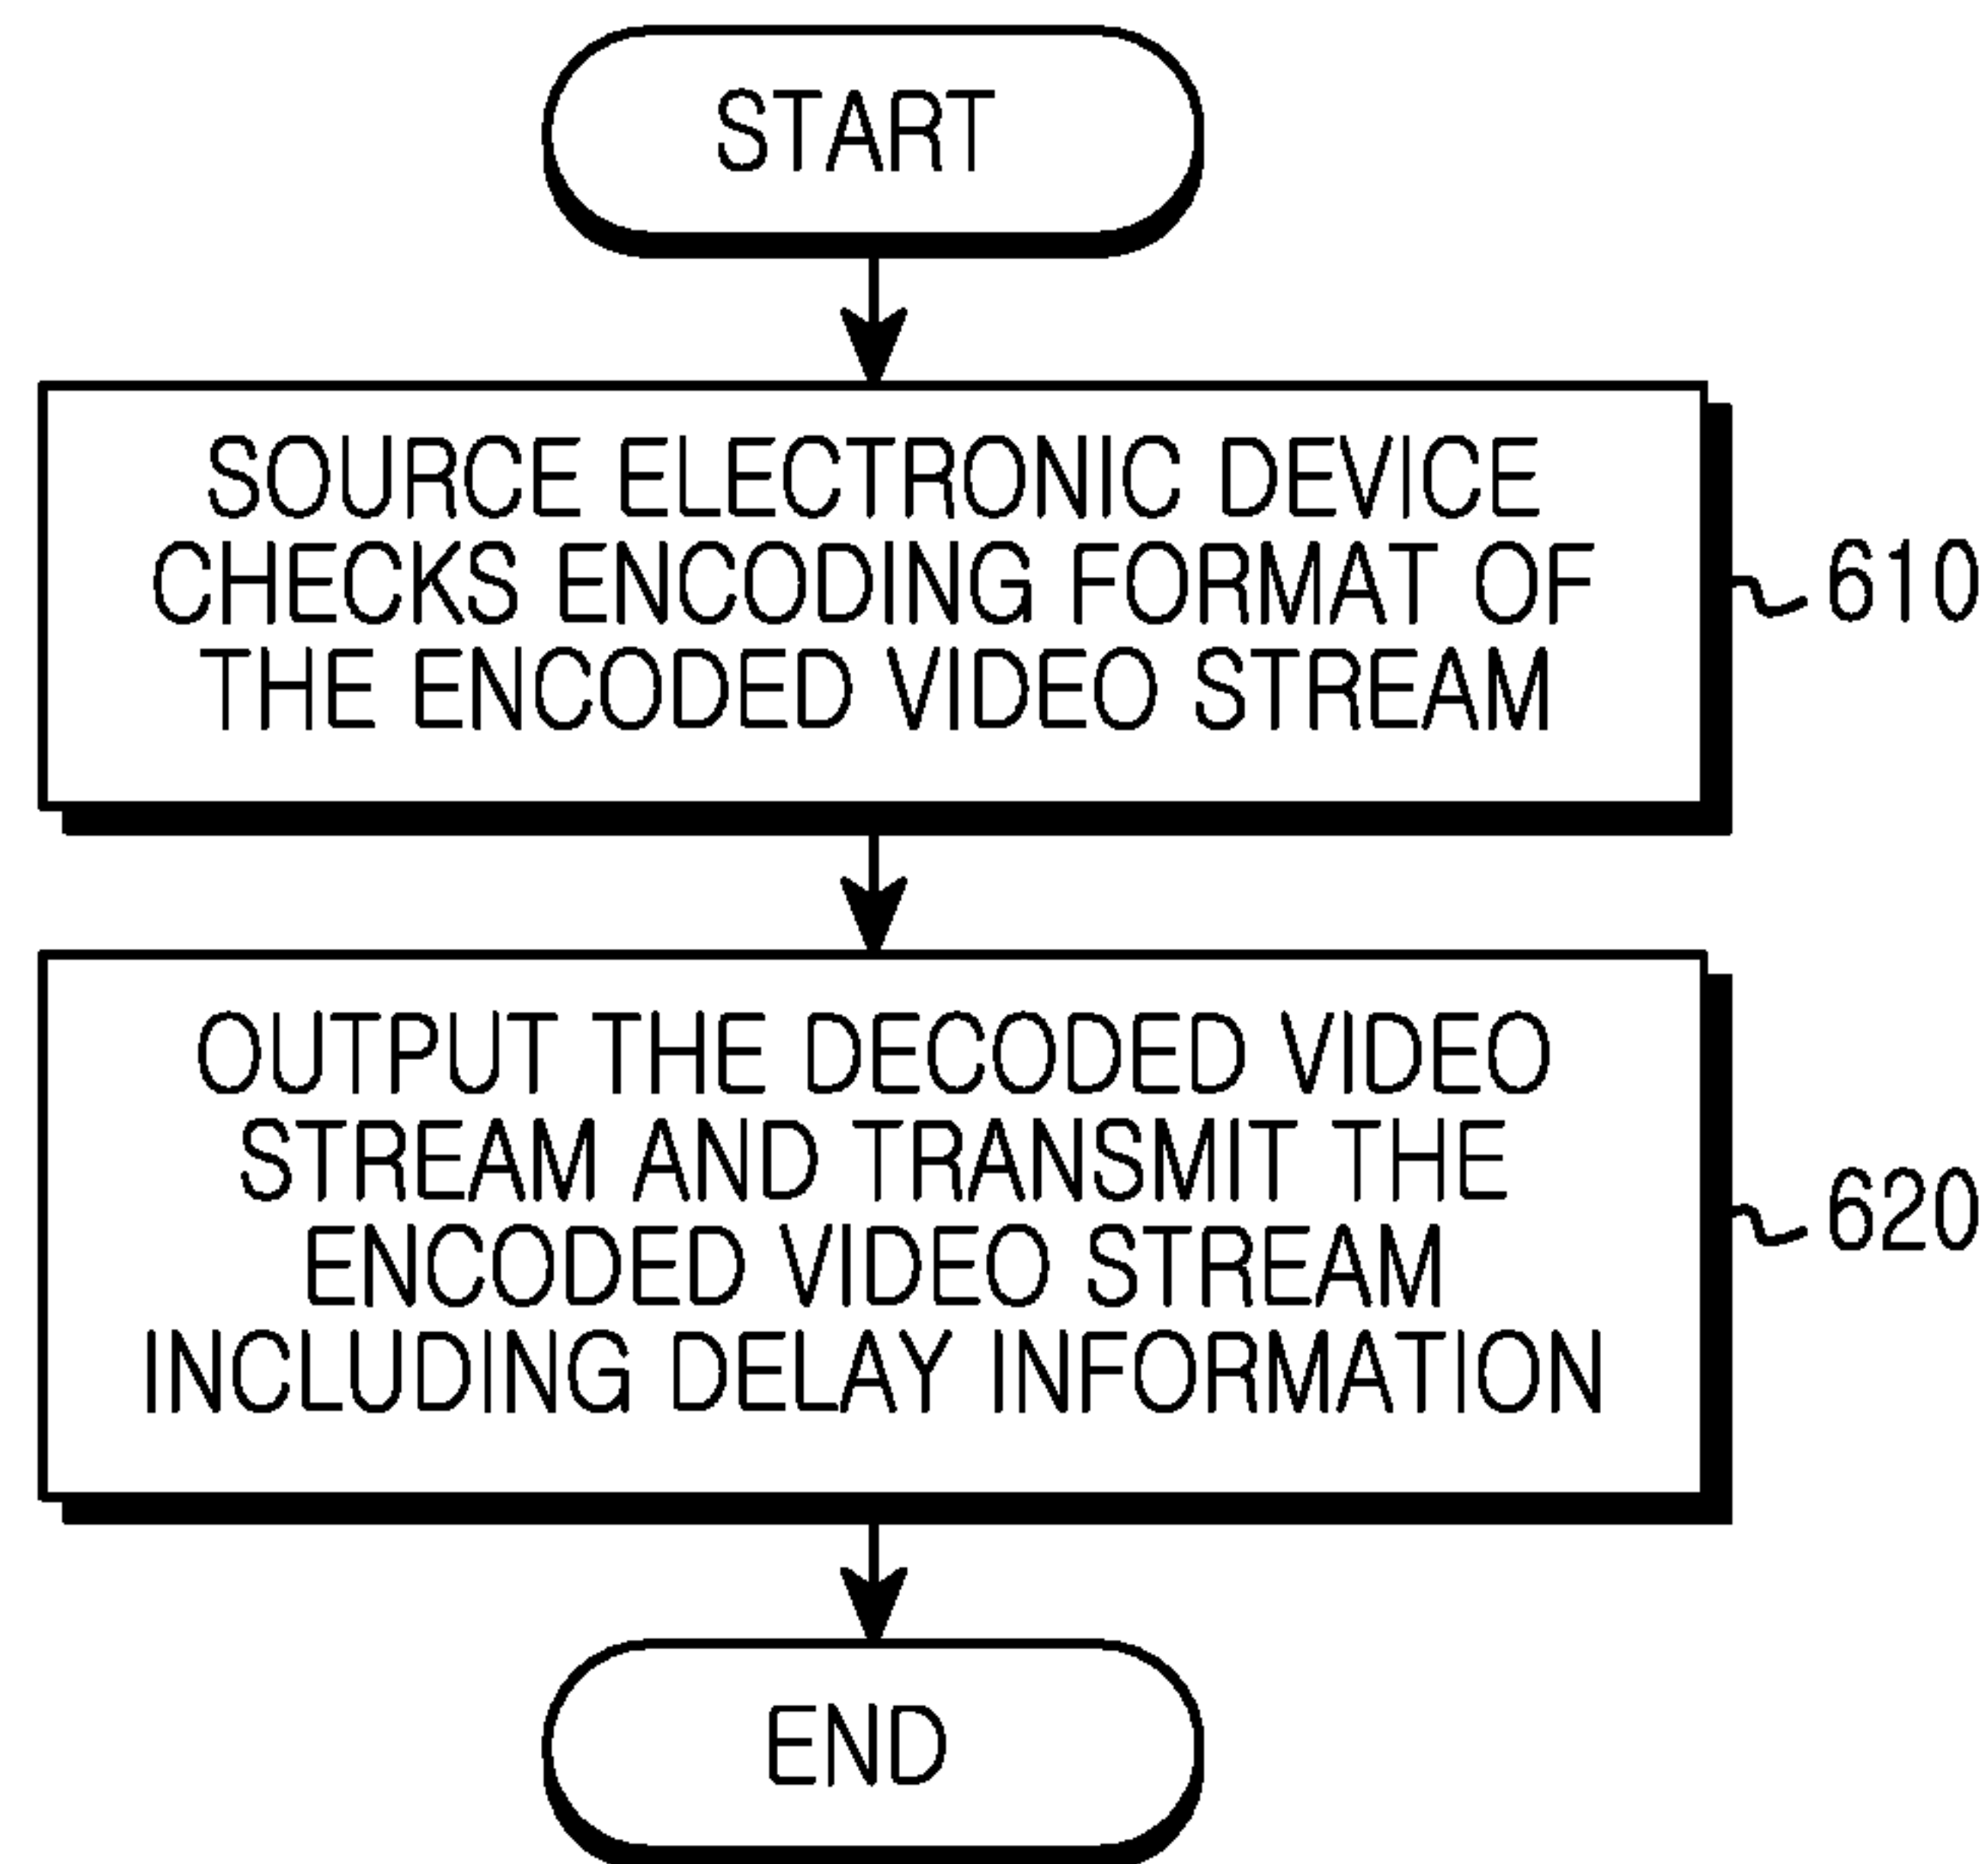 START
SOURCE ELECTRONIC DEVICE
CHECKS ENCODING FORMAT OF
THE ENCODED VIDEO STREAM
610
OUTPUT THE DECODED VIDEO
STREAM AND TRANSMIT THE
ENCODED VIDEO STREAM
INCLUDING DELAY INFORMATION
620
END